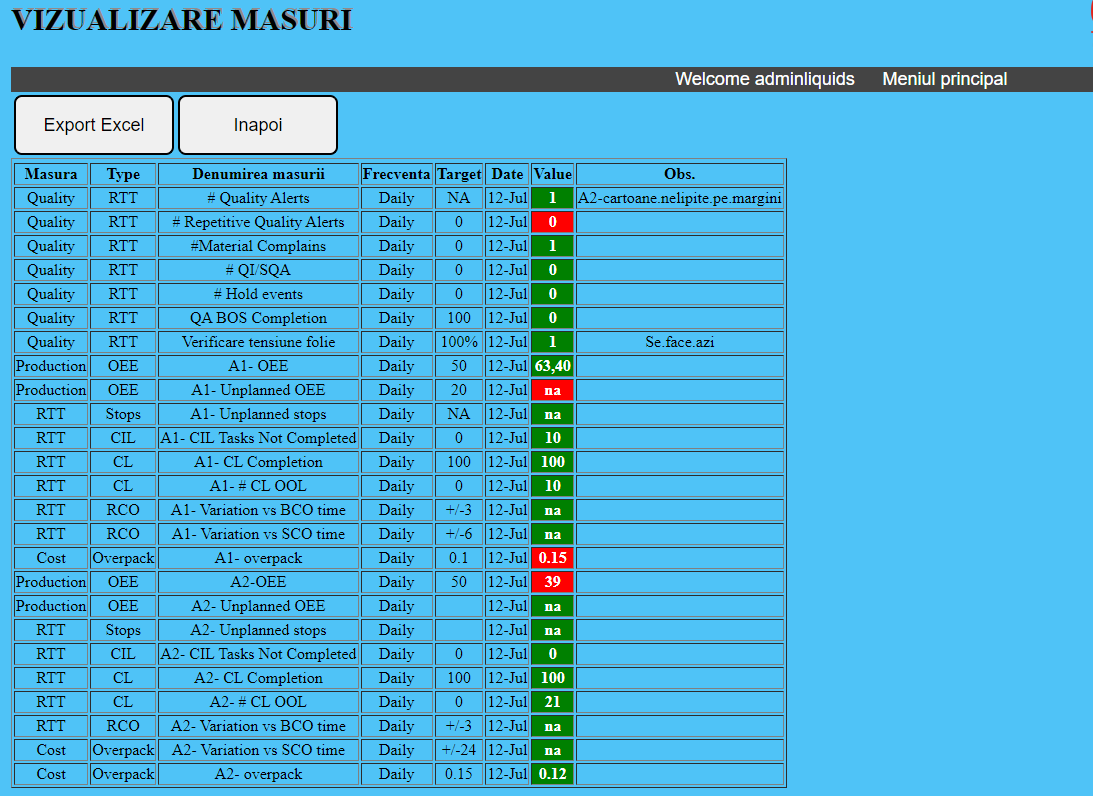 VIZUALIZARE MASURI
Welcome adminliquids Meniul principal
Export Excel Inapoi
Masura Type Denumirea masurii Frecventa Target Date Value Obs.
Quality RTT # Quality Alerts Daily NA 12-Jul 1 A2-cartoane.nelipite.pe.margini
Quality RTT # Repetitive Quality Alerts Daily 0 12-Jul 0
Quality RTT #Material Complains Daily 0 12-Jul 1
Quality RTT # QI/SQA Daily 0 12-Jul 0
Quality RTT # Hold events Daily 0 12-Jul 0
Quality RTT QA BOS Completion Daily 100 12-Jul 0
Quality RTT Verificare tensiune folie Daily 100% 12-Jul 1 Se.face.azi
Production OEE A1- OEE Daily 50 12-Jul 63,40
Production OEE A1- Unplanned OEE Daily 20 12-Jul na
RTT Stops A1- Unplanned stops Daily NA 12-Jul na
RTT CIL A1- CIL Tasks Not Completed Daily 0 12-Jul 10
RTT CL A1- CL Completion Daily 100 12-Jul 100
RTT CL A1- # CL OOL Daily 0 12-Jul 10
RTT RCO A1- Variation vs BCO time Daily +/-3 12-Jul na
RTT RCO A1- Variation vs SCO time Daily +/-6 12-Jul na
Cost Overpack A1- overpack Daily 0.1 12-Jul 0.15
Production OEE A2-OEE Daily 50 12-Jul 39
Production OEE A2- Unplanned OEE Daily 12-Jul na
RTT Stops A2- Unplanned stops Daily 12-Jul na
RTT CIL A2- CIL Tasks Not Completed Daily 0 12-Jul 0
RTT CL A2- CL Completion Daily 100 12-Jul 100
RTT CL A2- # CL OOL Daily 0 12-Jul 21
RTT RCO A2- Variation vs BCO time Daily +/-3 12-Jul na
Cost Overpack A2- Variation vs SCO time Daily +/-24 12-Jul na
Cost Overpack A2- overpack Daily 0.15 12-Jul 0.12